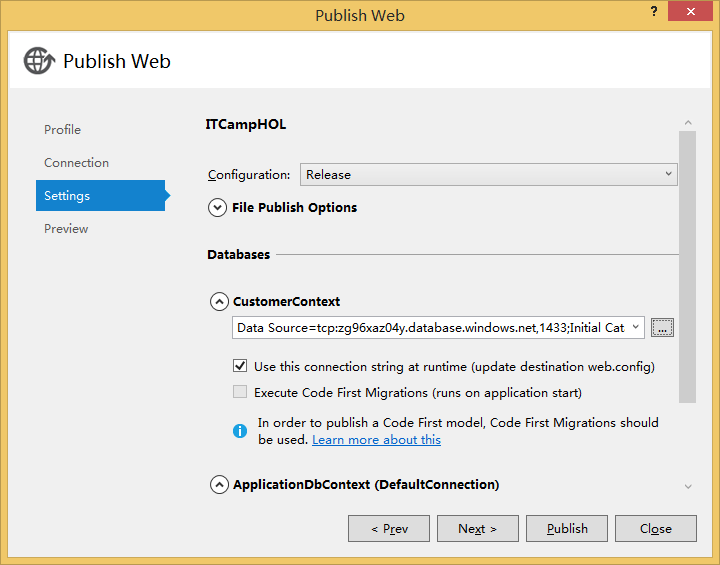 Publish Web
?
Publish Web
Profile
Connection
Settings
Preview
ITCampHOL
Configuration: Release
File Publish Options
Databases
CustomerContext
Data Source=tcp:zg96xaz04y.database.windows.net,1433;Initial Cat
...
Use this connection string at runtime (update destination web.config)
Execute Code First Migrations (runs on application start)
In order to publish a Code First model, Code First Migrations should
be used. Learn more about this
ApplicationDbContext (DefaultConnection)
< Prev
Next >
Publish
Close